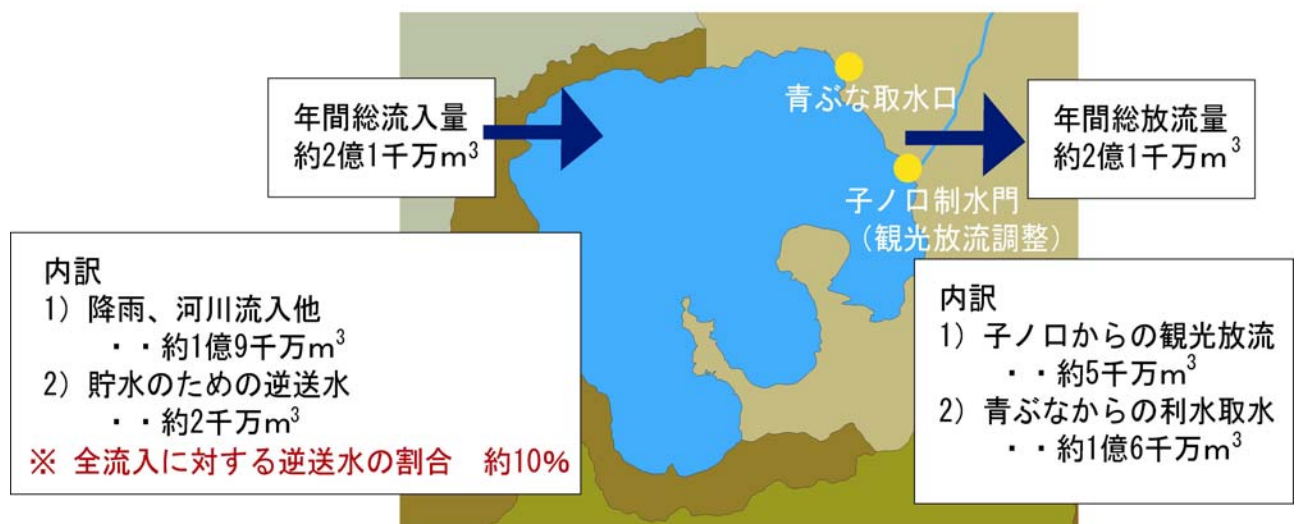 年間総流入量
約2億1千万m³
青ぶな取水口
年間総放流量
約2億1千万m³
子ノ口制水門
（観光放流調整）
内訳
1) 降雨、河川流入他
・・約1億9千万m³
2) 貯水のための逆送水
・・約2千万m³
※ 全流入に対する逆送水の割合 約10%
内訳
1) 子ノ口からの観光放流
・・約5千万m³
2) 青ぶなからの利水取水
・・約1億6千万m³